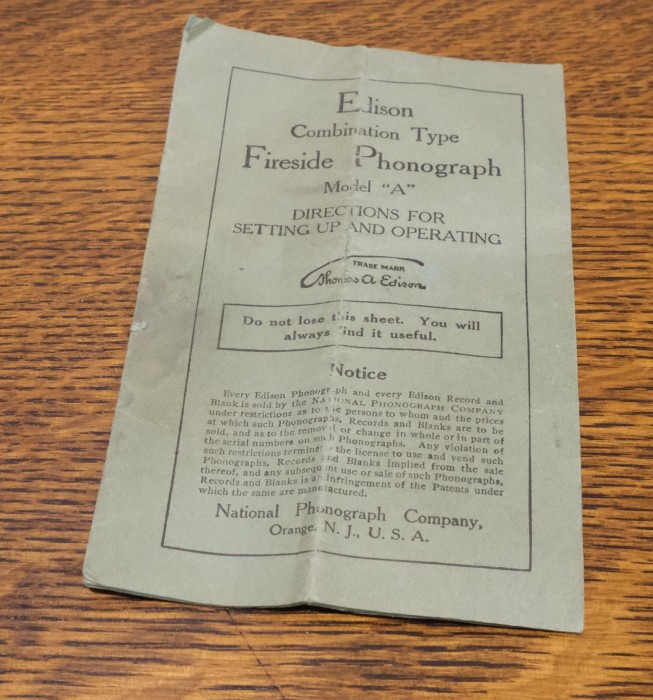 Edison
Combination Type
Fireside Phonograph
Model "A"
DIRECTIONS FOR
SETTING UP AND OPERATING
TRADE MARK
Thomas A Edison
Do not lose this sheet. You will
always find it useful.
Notice
Every Edison Phonograph and every Edison Record and
Blank is sold by the NATIONAL PHONOGRAPH COMPANY
under restrictions as to the persons to whom and the prices
at which such Phonographs, Records and Blanks are to be
sold, and as to the removal or change in whole or in part of
the serial numbers on such Phonographs. Any violation of
such restrictions terminates the license to use and vend such
Phonographs, Records and Blanks implied from the sale
thereof, and any subsequent use or sale of such Phonographs,
Records and Blanks is an Infringement of the Patents under
which the same are manufactured.
National Phonograph Company,
Orange, N. J., U. S. A.